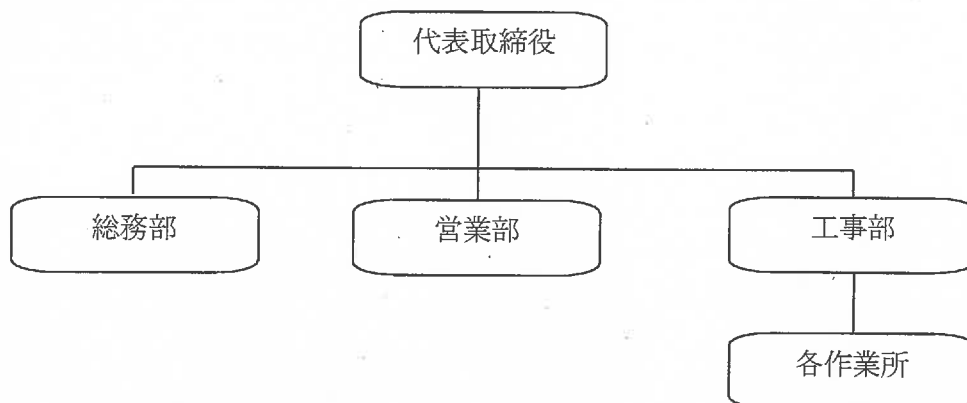 代表取締役
総務部
営業部
工事部
各作業所